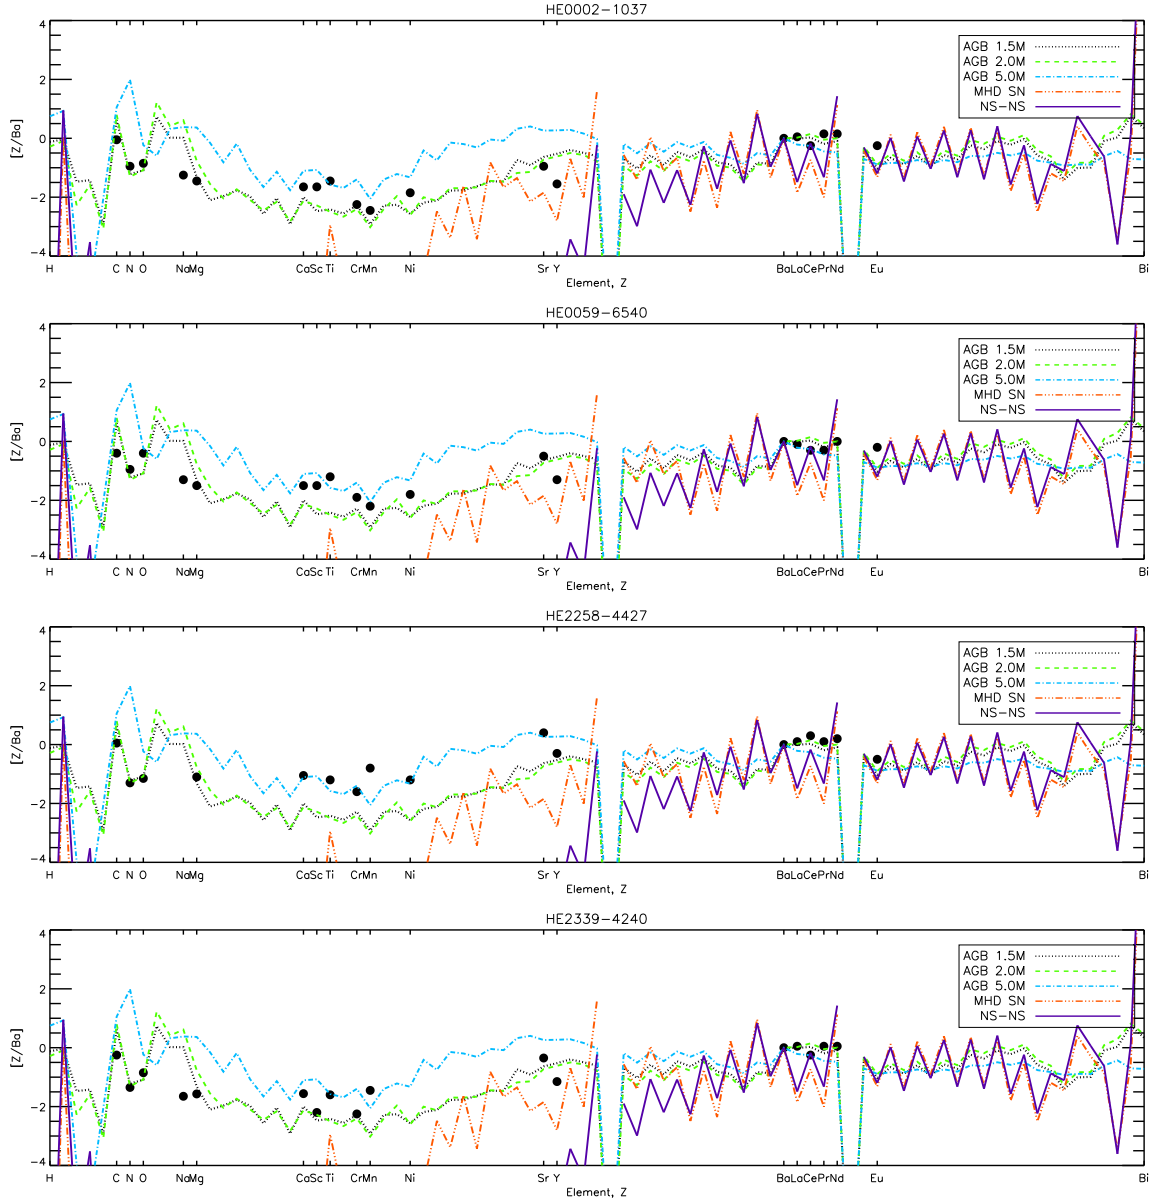 HE0002-1037
4
2
0
-2
-4
[Z/Ba]
AGB 1.5M
AGB 2.0M
AGB 5.0M
MHD SN
NS-NS
H C N O NaMg CaSc Ti CrMn Ni Sr Y BaLaCePrNd Eu Bi
Element, Z
HE0059-6540
4
2
0
-2
-4
[Z/Ba]
AGB 1.5M
AGB 2.0M
AGB 5.0M
MHD SN
NS-NS
H C N O NaMg CaSc Ti CrMn Ni Sr Y BaLaCePrNd Eu Bi
Element, Z
HE2258-4427
4
2
0
-2
-4
[Z/Ba]
AGB 1.5M
AGB 2.0M
AGB 5.0M
MHD SN
NS-NS
H C N O NaMg CaSc Ti CrMn Ni Sr Y BaLaCePrNd Eu Bi
Element, Z
HE2339-4240
4
2
0
-2
-4
[Z/Ba]
AGB 1.5M
AGB 2.0M
AGB 5.0M
MHD SN
NS-NS
H C N O NaMg CaSc Ti CrMn Ni Sr Y BaLaCePrNd Eu Bi
Element, Z